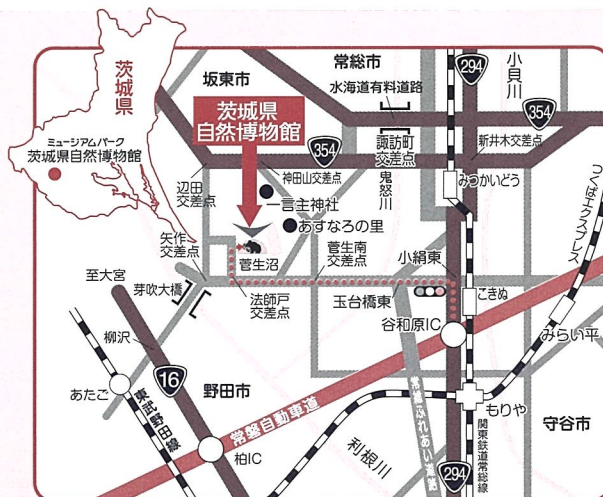 茨城県
ミュージアムパーク
茨城県自然博物館
坂東市
常総市
水海道有料道路
294
小貝川
354
茨城県
自然博物館
354
諏訪町
交差点
新井木交差点
辺田
交差点
神田山交差点
鬼怒川
みつかいどう
つくばエクスプレス
一言主神社
あすなろの里
矢作
交差点
菅生沼
菅生南
交差点
小絹東
至大宮
芽吹大橋
法師戸
交差点
玉台橋東
こきぬ
谷和原IC
みらい平
柳沢
16
野田市
あたご
東武野田線
常磐自動車道
常総ふれあい道路
もりや
守谷市
柏IC
利根川
関東鉄道常総線
294